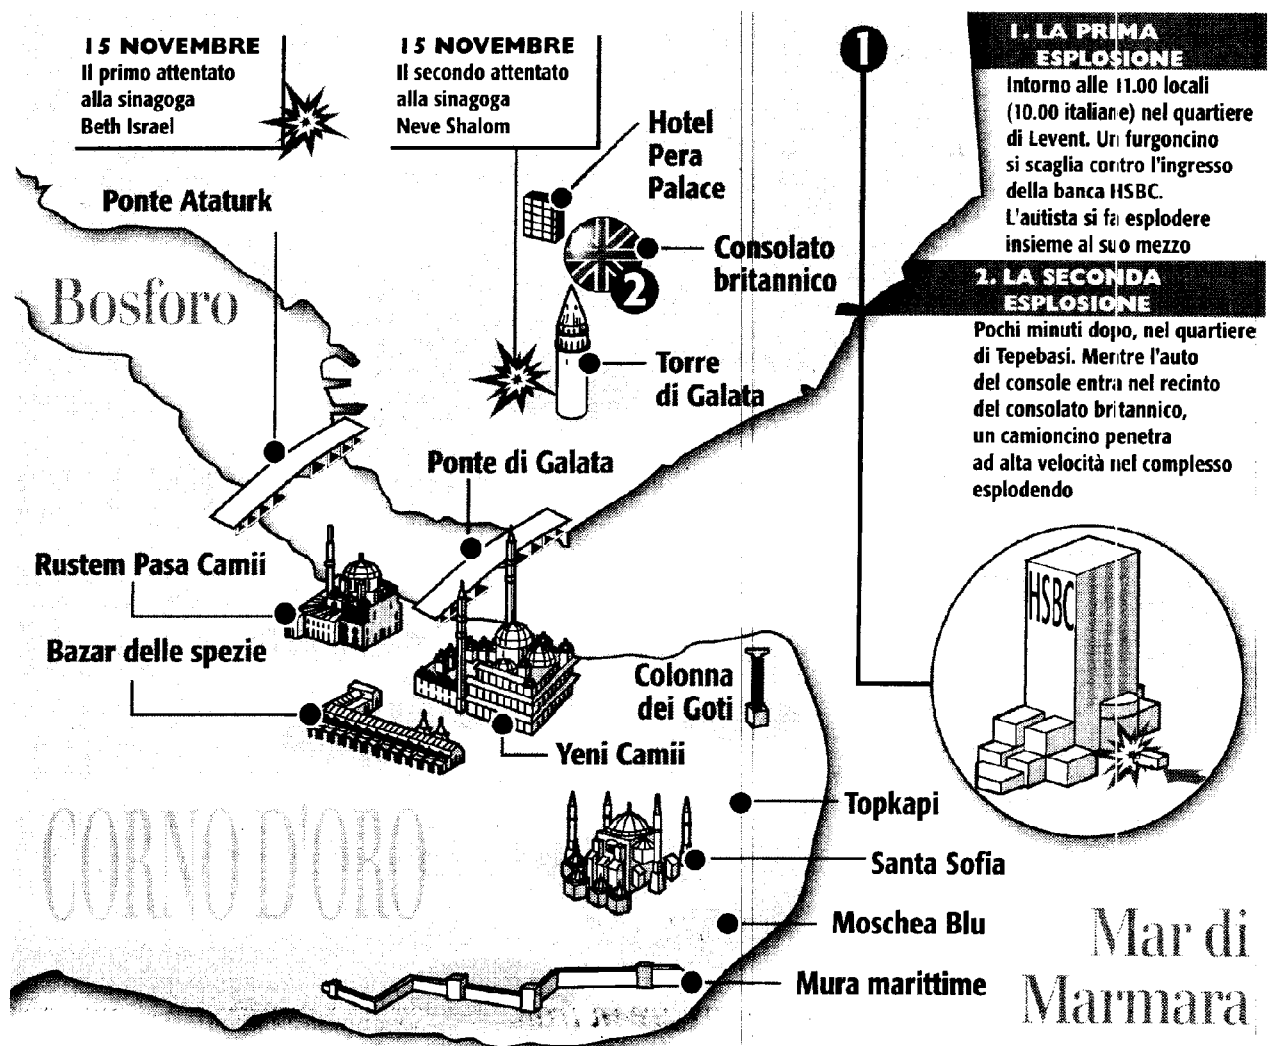 15 NOVEMBRE
Il primo attentato
alla sinagoga
Beth Israel
15 NOVEMBRE
Il secondo attentato
alla sinagoga
Neve Shalom
Hotel
Pera
Palace
Ponte Ataturk
Consolato
britannico
2
Bosforo
Torre
di Galata
Ponte di Galata
Rustem Pasa Camii
Bazar delle spezie
Colonna
dei Goti
Yeni Camii
Topkapi
CORNO D'ORO
Santa Sofia
Moschea Blu
Mura marittime
Mar di
Marmara
1
1. LA PRIMA
ESPLOSIONE
Intorno alle 11.00 locali
(10.00 italiane) nel quartiere
di Levent. Un furgoncino
si scaglia contro l'ingresso
della banca HSBC.
L'autista si fa esplodere
insieme al suo mezzo
2. LA SECONDA
ESPLOSIONE
Pochi minuti dopo, nel quartiere
di Tepebasi. Mentre l'auto
del console entra nel recinto
del consolato britannico,
un camioncino penetra
ad alta velocità nel complesso
esplodendo
HSBC